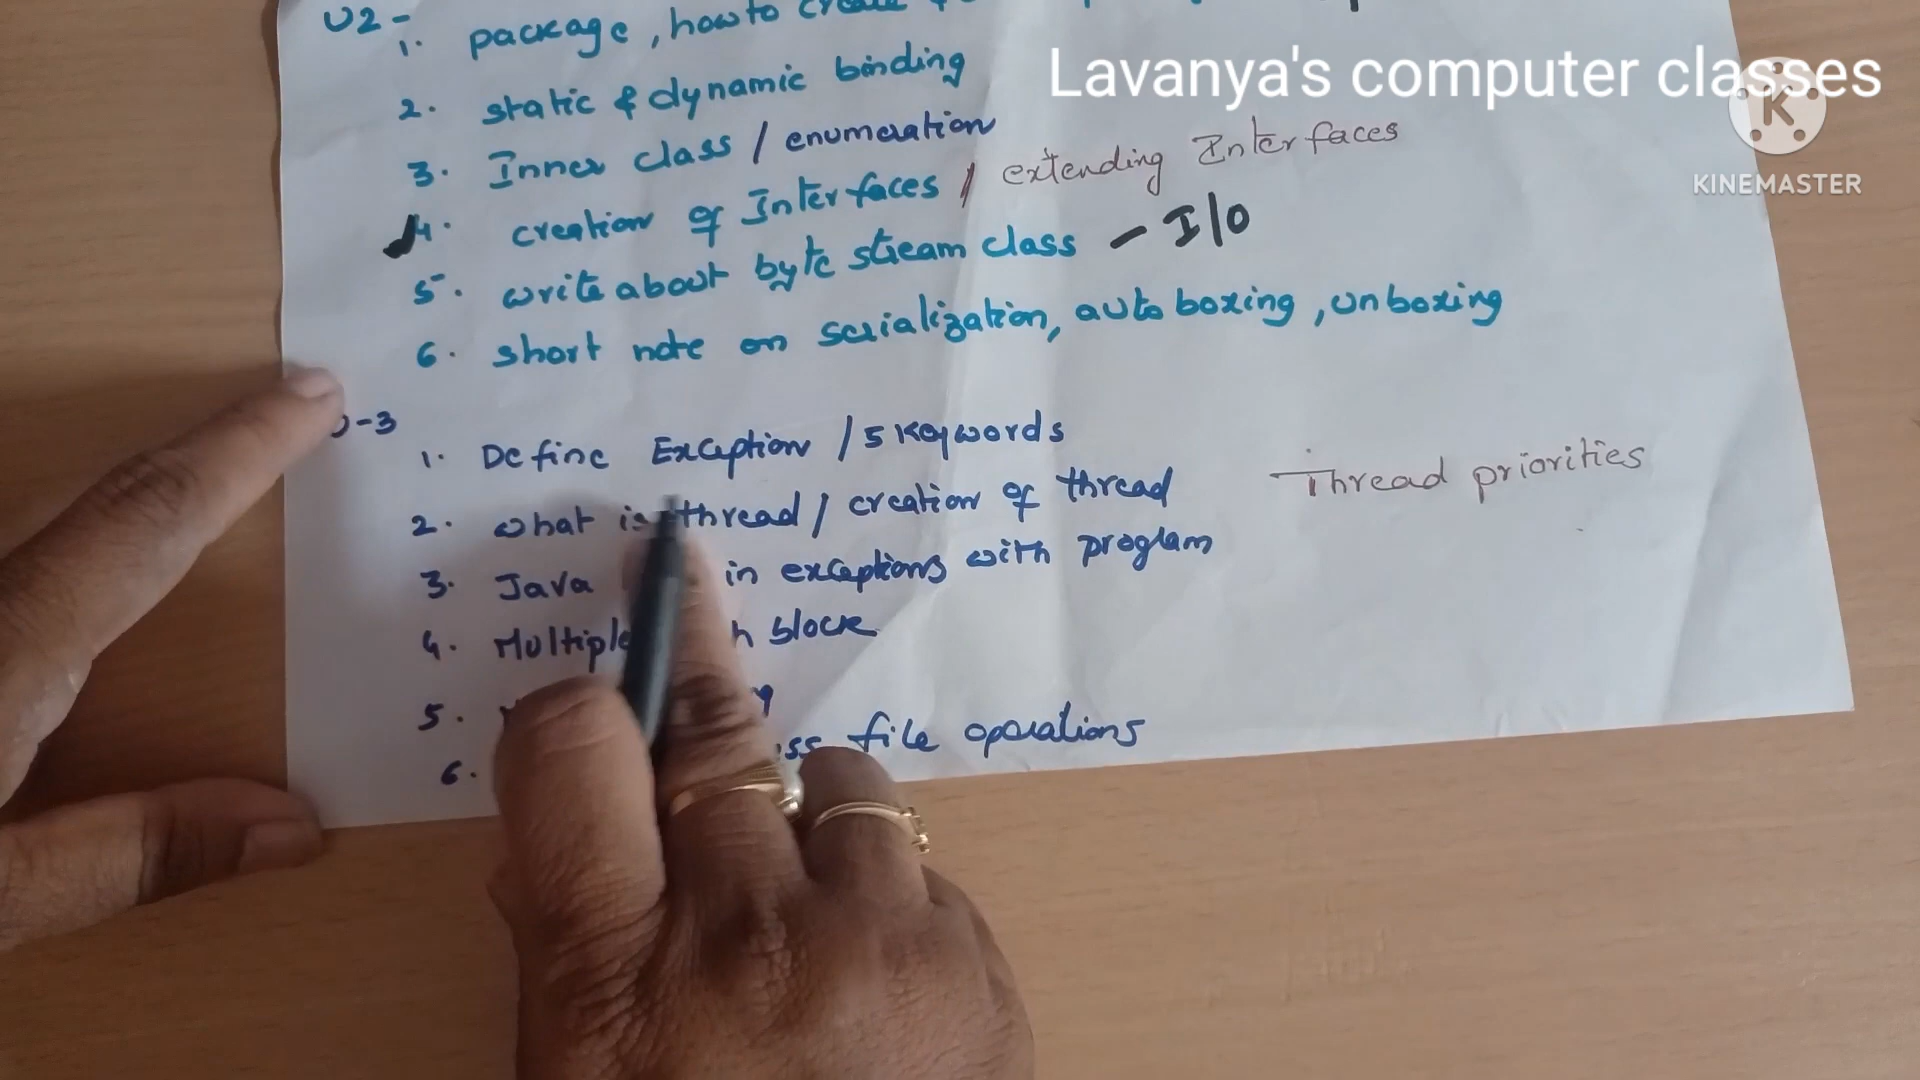 U2-
1. package, how to create
Lavanya's computer classes
2. static & dynamic binding
K
KINEMASTER
3. Inner class / enumeration
4. creation of Interfaces / extending Interfaces
5. write about byte stream class - I/O
6. short note on serialization, auto boxing, unboxing
U-3
1. Define Exception / 5 keywords
2. what is thread / creation of thread Thread priorities
3. Java in exceptions with program
4. Multiple block
5.
6. file operations